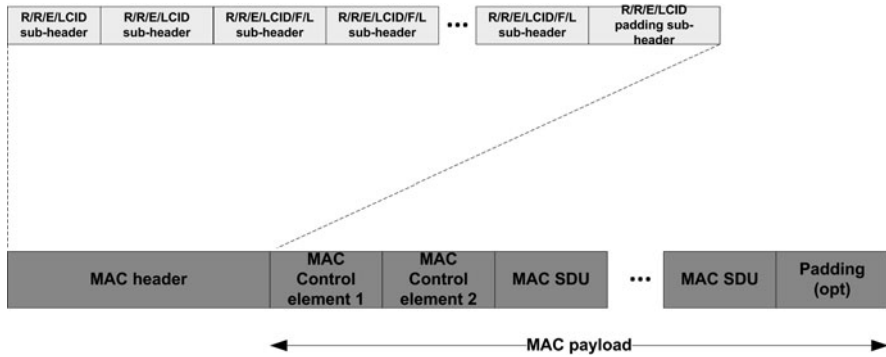 R/R/E/LCID
sub-header
R/R/E/LCID
sub-header
R/R/E/LCID/F/L
sub-header
R/R/E/LCID/F/L
sub-header
•••
R/R/E/LCID/F/L
sub-header
R/R/E/LCID
padding sub-
header
MAC header
MAC
Control
element 1
MAC
Control
element 2
MAC SDU
•••
MAC SDU
Padding
(opt)
MAC payload